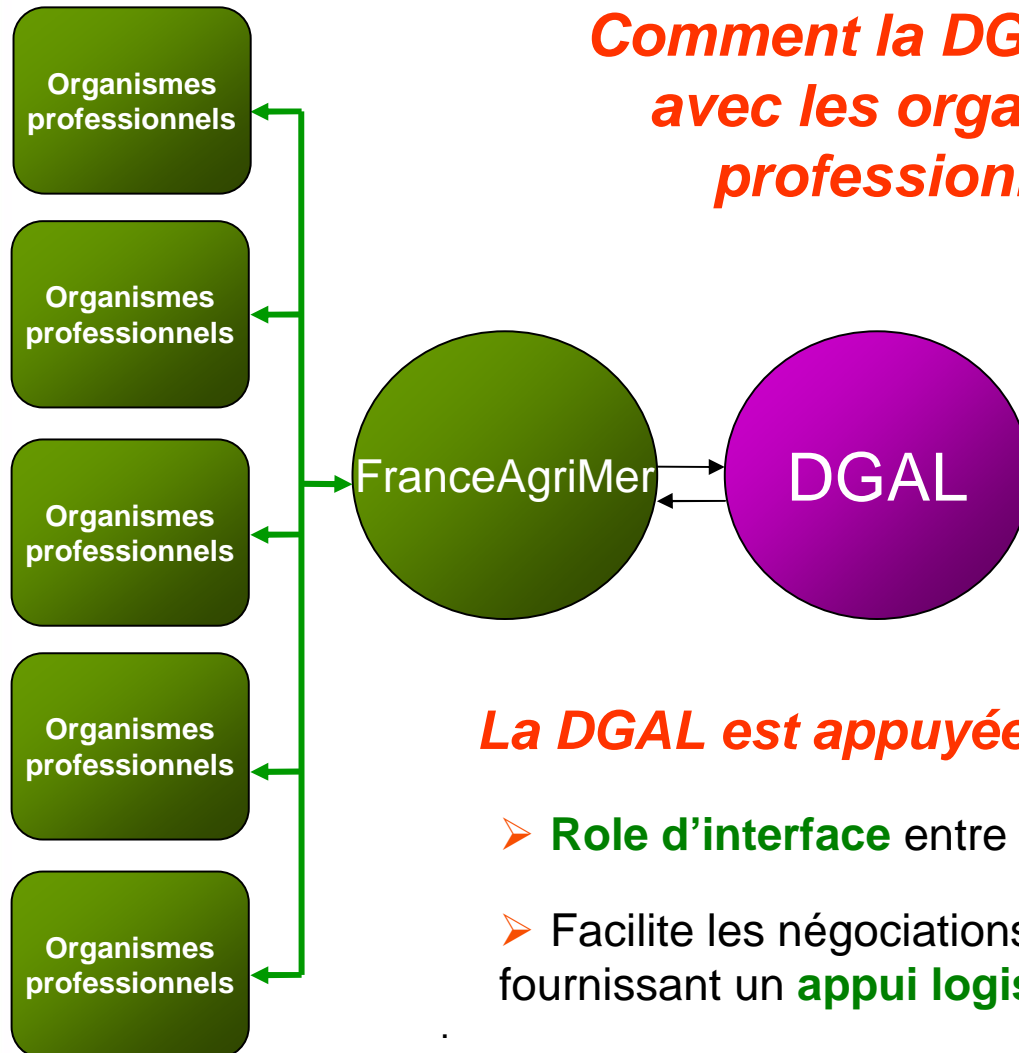 Comment la DG
avec les orga
profession
Organismes
professionnels
Organismes
professionnels
Organismes
professionnels
Organismes
professionnels
Organismes
professionnels
FranceAgriMer
DGAL
La DGAL est appuyée
➢ Role d’interface entre
➢ Facilite les négociations
fournissant un appui logis
.